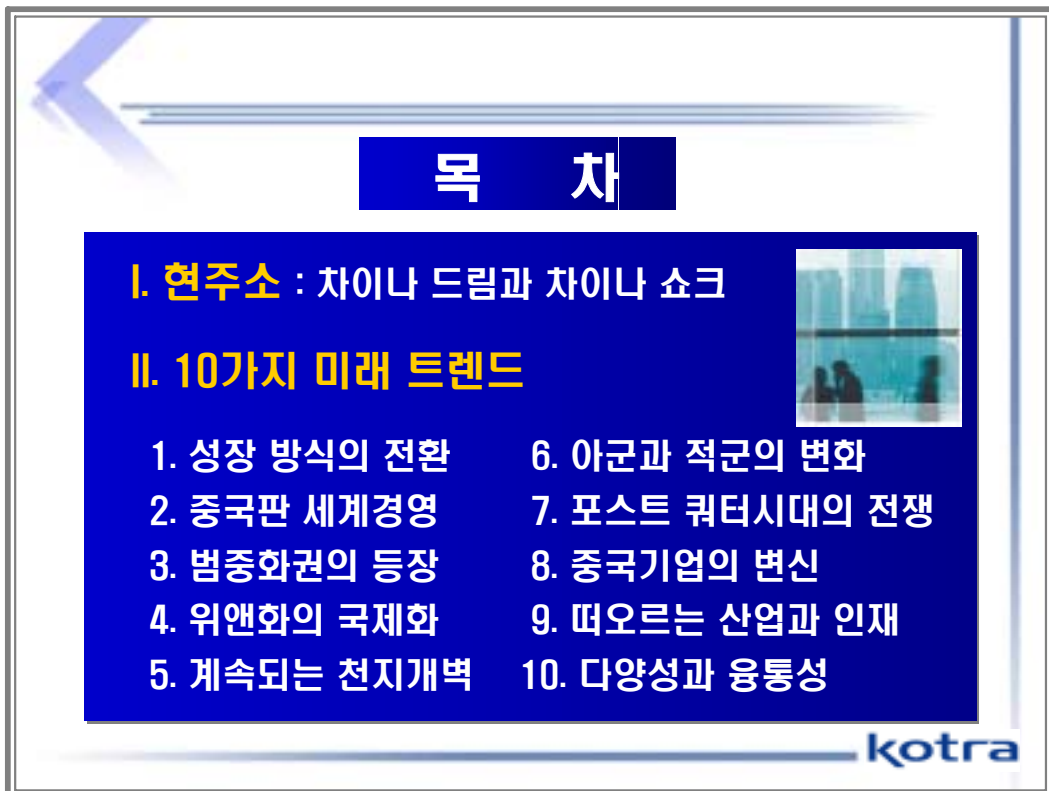 목 차
I. 현주소 : 차이나 드림과 차이나 쇼크
II. 10가지 미래 트렌드
1. 성장 방식의 전환
2. 중국판 세계경영
3. 범중화권의 등장
4. 위앤화의 국제화
5. 계속되는 천지개벽
6. 아군과 적군의 변화
7. 포스트 쿼터시대의 전쟁
8. 중국기업의 변신
9. 떠오르는 산업과 인재
10. 다양성과 융통성
kotra